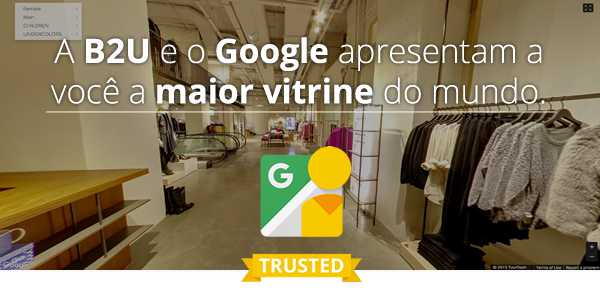 Female
Man
CHILDREN
UNDERCOLORS
A B2U e o Google apresentam a
você a maior vitrine do mundo.
G
TRUSTED
Google
© 2015 TourDash
Terms of Use
Report a problem